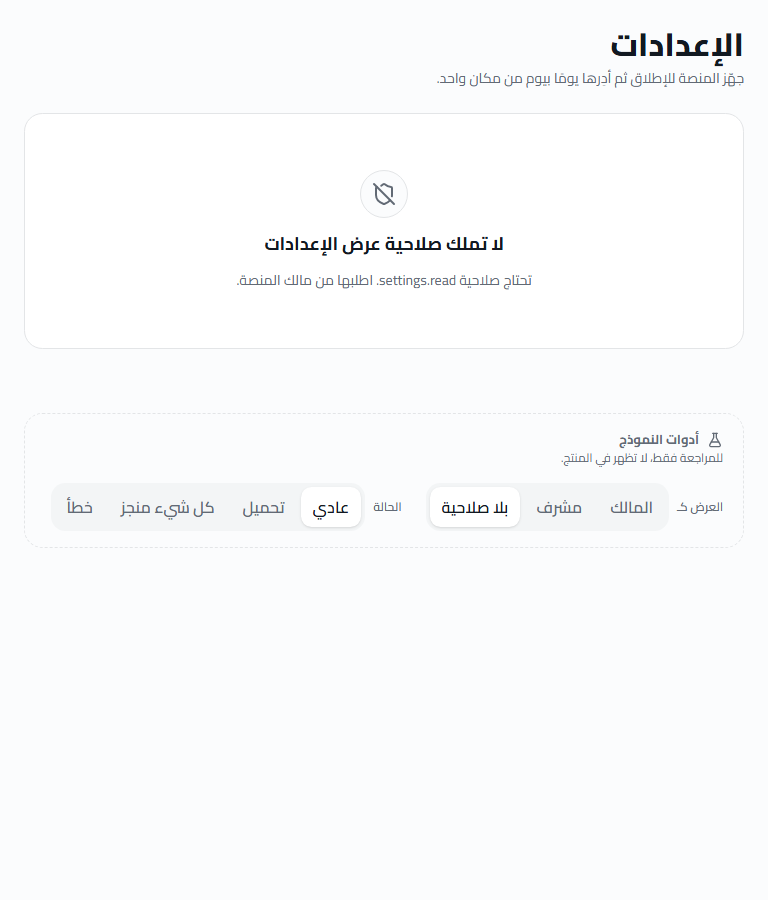 الإعدادات
جهّز المنصة للإطلاق ثم أدِرها يومًا بيوم من مكان واحد.
لا تملك صلاحية عرض الإعدادات
تحتاج صلاحية settings.read. اطلبها من مالك المنصة.
أدوات النموذج
للمراجعة فقط، لا تظهر في المنتج.
العرض كـ المالك مشرف بلا صلاحية الحالة عادي تحميل كل شيء منجز خطأ